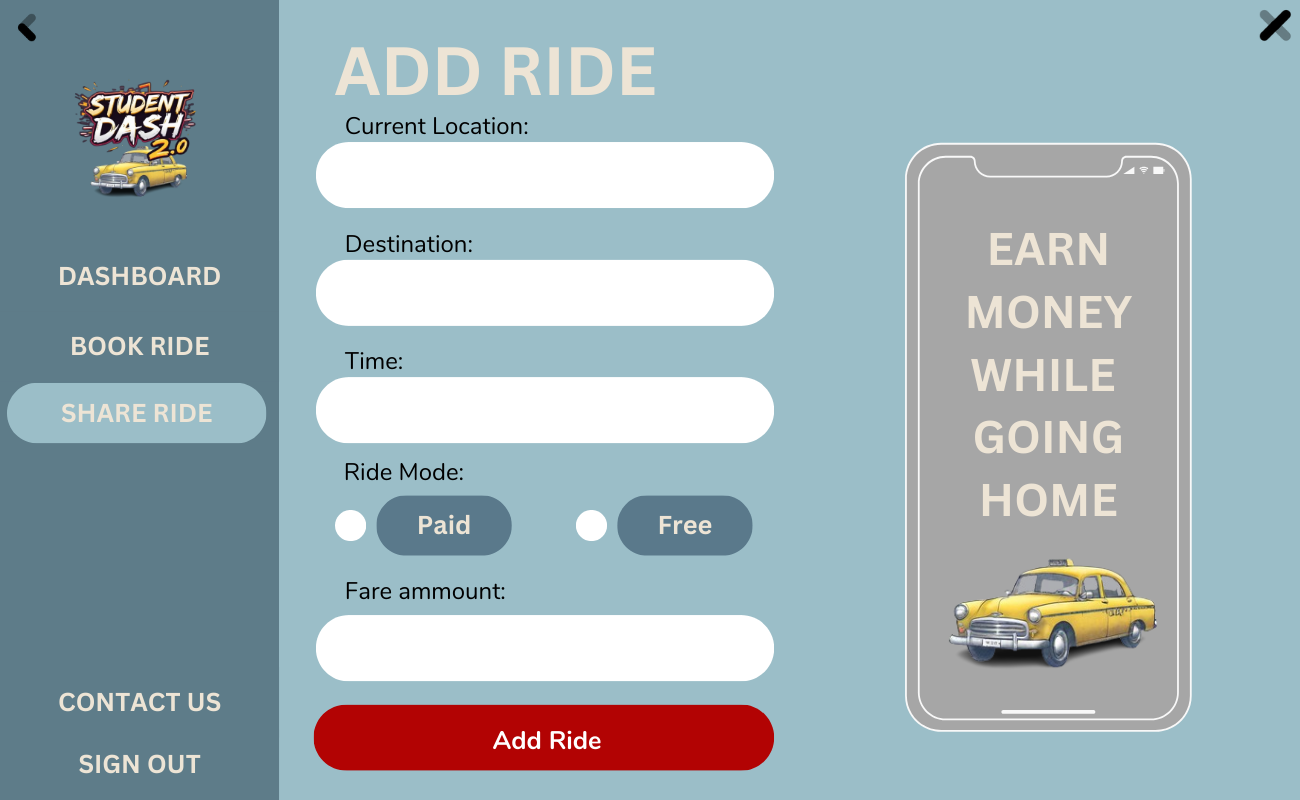 STUDENT
DASH
2.0
DASHBOARD
BOOK RIDE
SHARE RIDE
CONTACT US
SIGN OUT
ADD RIDE
Current Location:
Destination:
Time:
Ride Mode:
Paid
Free
Fare ammount:
Add Ride
EARN
MONEY
WHILE
GOING
HOME